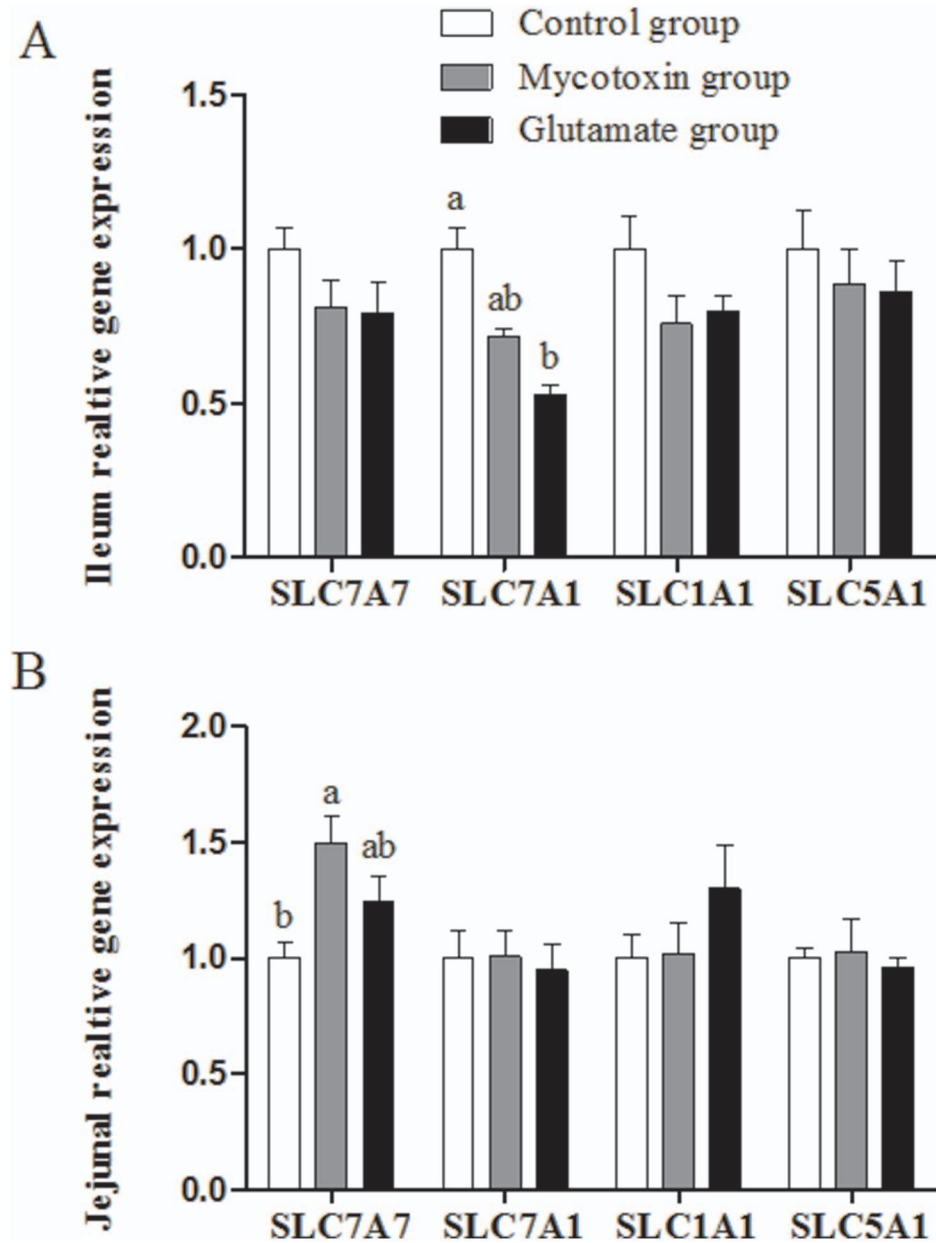 A
Control group
Mycotoxin group
Glutamate group
Ileum realtive gene expression
1.5
1.0
0.5
0.0
a
ab
b
SLC7A7 SLC7A1 SLC1A1 SLC5A1
B
Jejunal realtive gene expression
2.0
1.5
1.0
0.5
0.0
b
a
ab
SLC7A7 SLC7A1 SLC1A1 SLC5A1